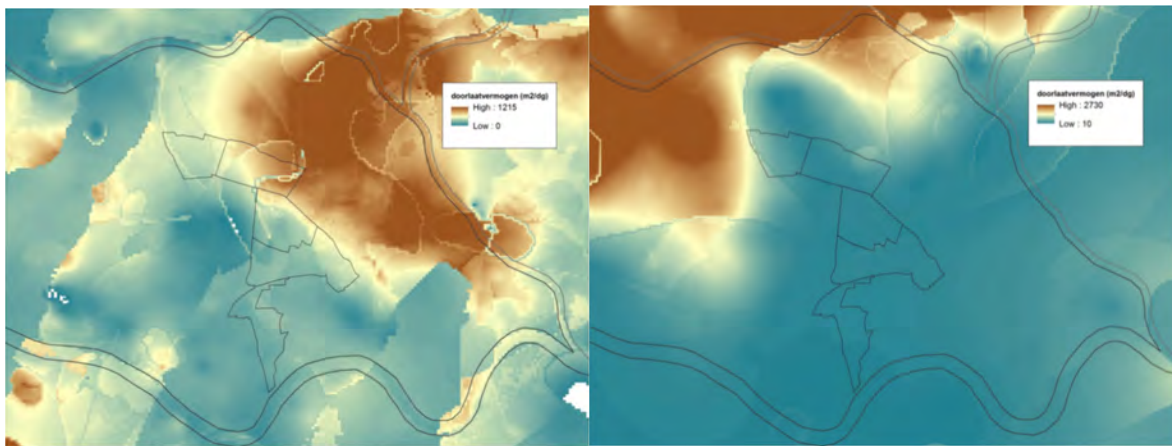 doorlaatvermogen (m2/dg)
High : 1215
Low : 0
doorlaatvermogen (m2/dg)
High : 2730
Low : 10